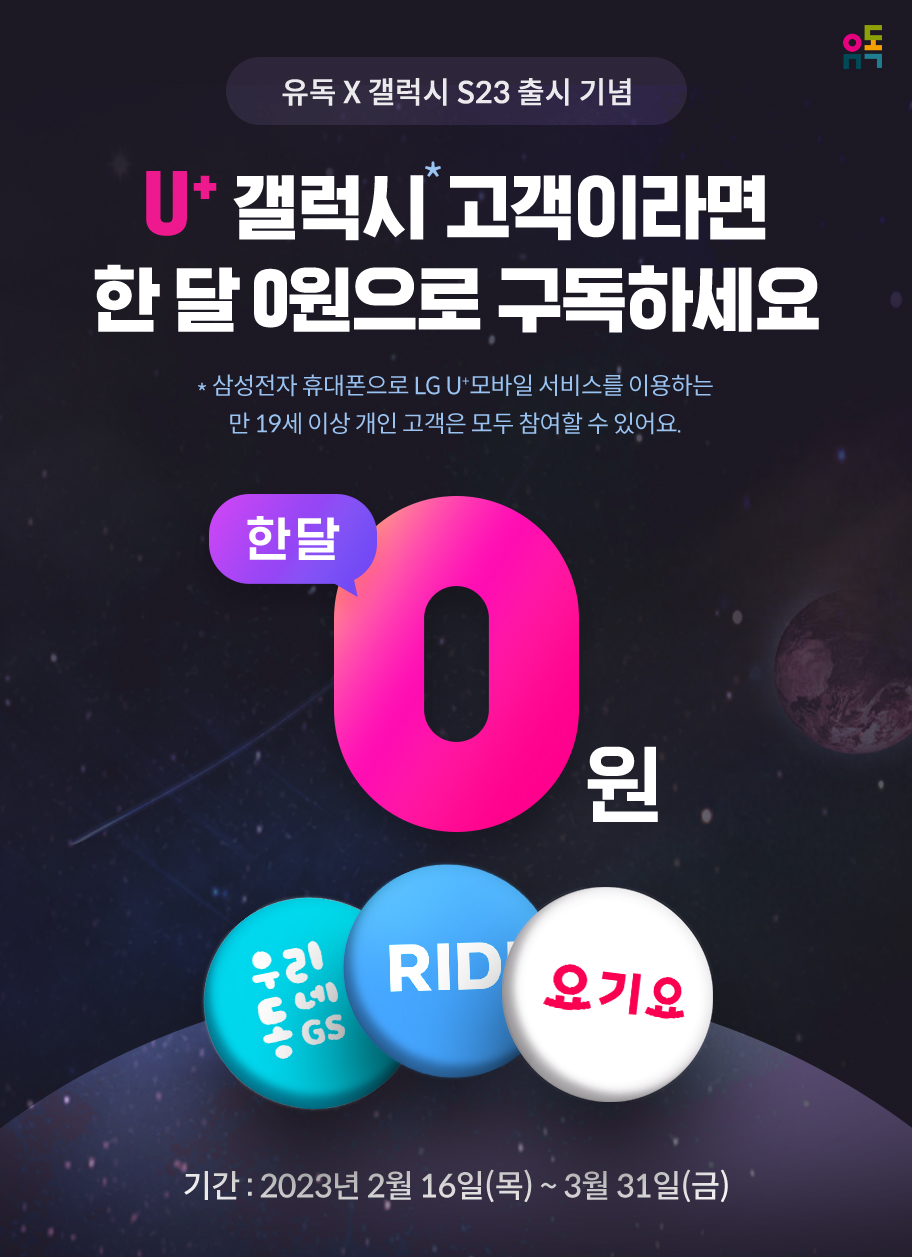 유독
유독 X 갤럭시 S23 출시 기념
U+ 갤럭시* 고객이라면
한 달 0원으로 구독하세요
* 삼성전자 휴대폰으로 LG U+모바일 서비스를 이용하는
만 19세 이상 개인 고객은 모두 참여할 수 있어요.
한달
0원
우리
동네
GS
RID
요기요
기간 : 2023년 2월 16일(목) ~ 3월 31일(금)